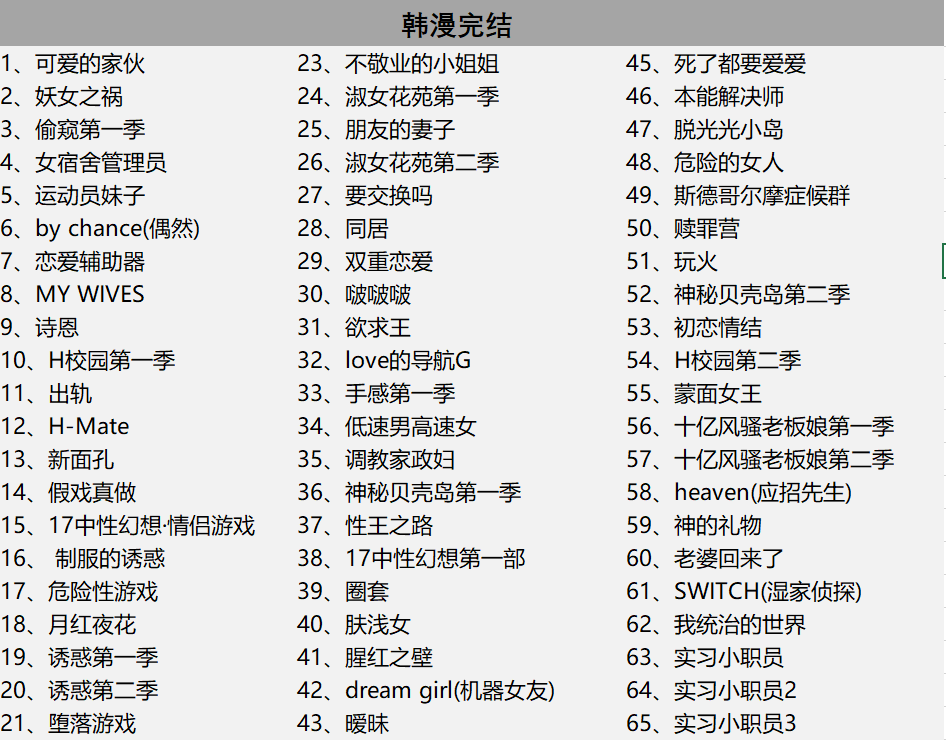 韩漫完结
1、可爱的家伙
2、妖女之祸
3、偷窥第一季
4、女宿舍管理员
5、运动员妹子
6、by chance(偶然)
7、恋爱辅助器
8、MY WIVES
9、诗恩
10、H校园第一季
11、出轨
12、H-Mate
13、新面孔
14、假戏真做
15、17中性幻想·情侣游戏
16、 制服的诱惑
17、危险性游戏
18、月红夜花
19、诱惑第一季
20、诱惑第二季
21、堕落游戏
23、不敬业的小姐姐
24、淑女花苑第一季
25、朋友的妻子
26、淑女花苑第二季
27、要交换吗
28、同居
29、双重恋爱
30、啵啵啵
31、欲求王
32、love的导航G
33、手感第一季
34、低速男高速女
35、调教家政妇
36、神秘贝壳岛第一季
37、性王之路
38、17中性幻想第一部
39、圈套
40、肤浅女
41、腥红之壁
42、dream girl(机器女友)
43、暧昧
45、死了都要爱爱
46、本能解决师
47、脱光光小岛
48、危险的女人
49、斯德哥尔摩症候群
50、赎罪营
51、玩火
52、神秘贝壳岛第二季
53、初恋情结
54、H校园第二季
55、蒙面女王
56、十亿风骚老板娘第一季
57、十亿风骚老板娘第二季
58、heaven(应招先生)
59、神的礼物
60、老婆回来了
61、SWITCH(湿家侦探)
62、我统治的世界
63、实习小职员
64、实习小职员2
65、实习小职员3